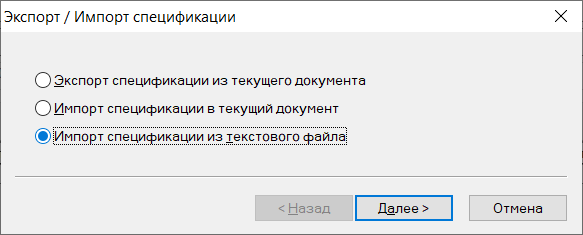 Экспорт / Импорт спецификации
Экспорт спецификации из текущего документа
Импорт спецификации в текущий документ
Импорт спецификации из текстового файла
< Назад
Далее >
Отмена